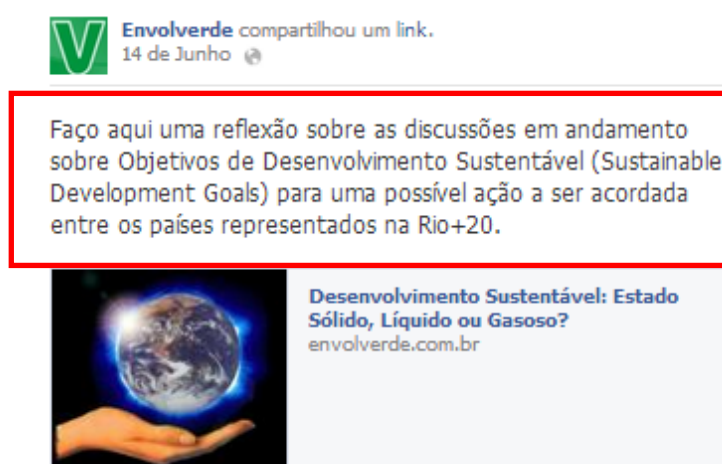 V Envolverde compartilhou um link.
14 de Junho
Faço aqui uma reflexão sobre as discussões em andamento
sobre Objetivos de Desenvolvimento Sustentável (Sustainable
Development Goals) para uma possível ação a ser acordada
entre os países representados na Rio+20.
Desenvolvimento Sustentável: Estado
Sólido, Líquido ou Gasoso?
envolverde.com.br